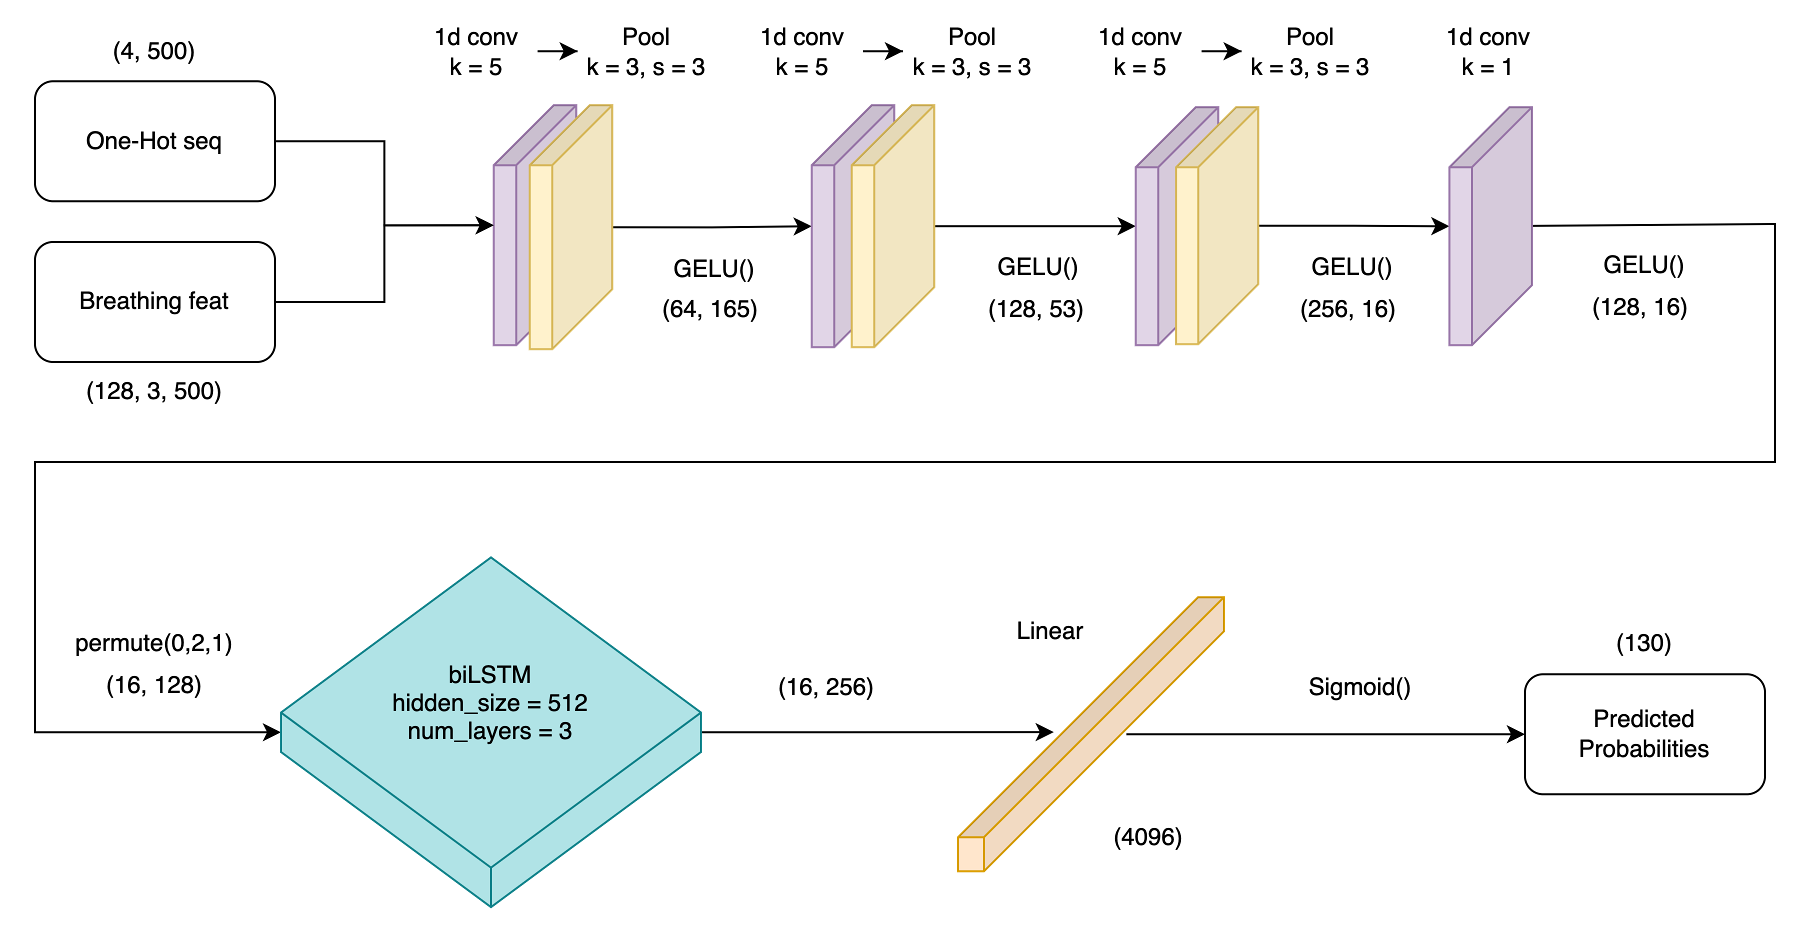 (4, 500)
One-Hot seq
Breathing feat
(128, 3, 500)
1d conv
k = 5
Pool
k = 3, s = 3
GELU()
(64, 165)
1d conv
k = 5
Pool
k = 3, s = 3
GELU()
(128, 53)
1d conv
k = 5
Pool
k = 3, s = 3
GELU()
(256, 16)
1d conv
k = 1
GELU()
(128, 16)
permute(0,2,1)
(16, 128)
biLSTM
hidden_size = 512
num_layers = 3
(16, 256)
Linear
(4096)
Sigmoid()
(130)
Predicted
Probabilities